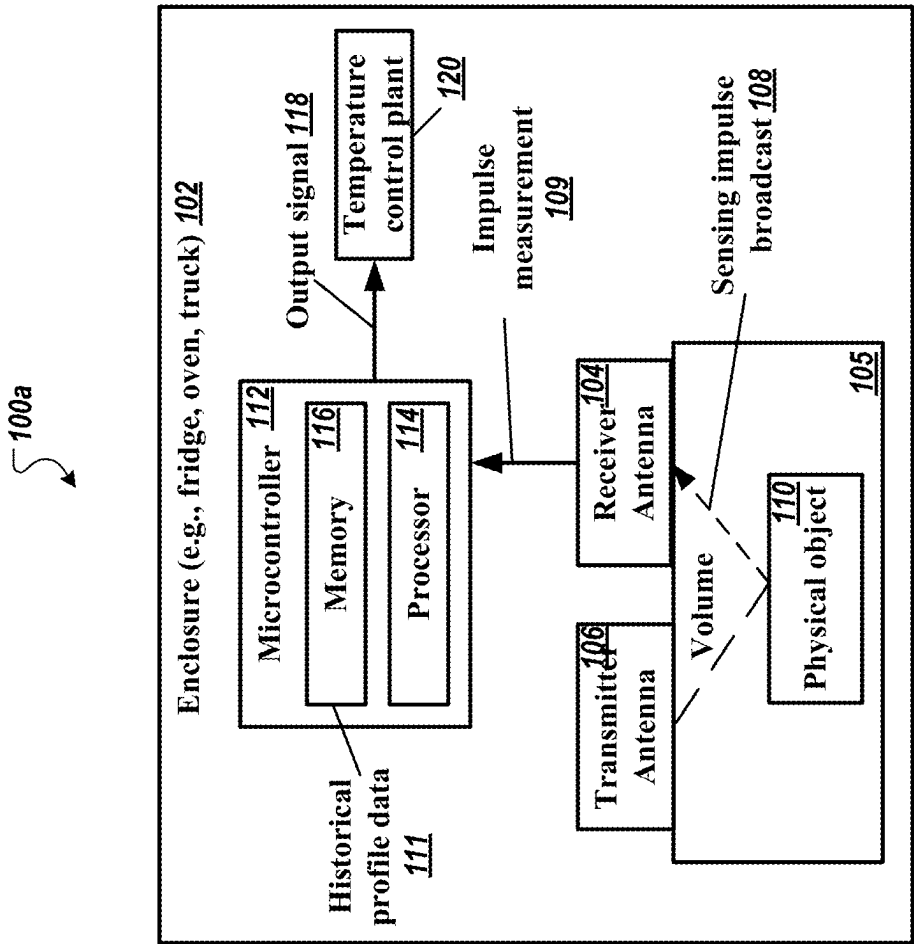 100a
Enclosure (e.g., fridge, oven, truck) 102
Microcontroller 112
Memory 116
Processor 114
Historical
profile data
111
Output signal 118
Temperature
control plant
120
Impulse
measurement
109
Transmitter
Antenna
106
Receiver
Antenna
104
Sensing impulse
broadcast 108
Volume
105
Physical object
110